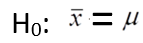 H₀: x̄ = μ